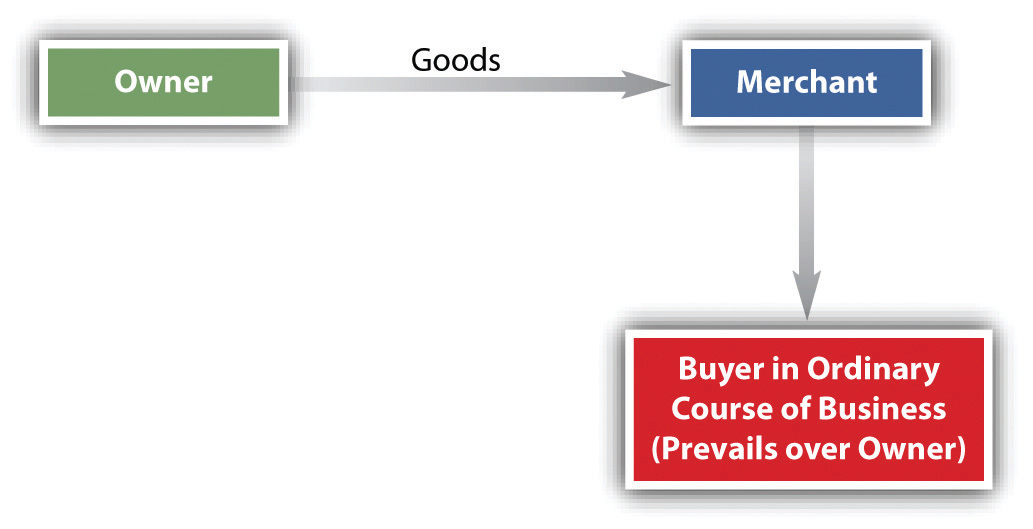 Owner
Goods
Merchant
Buyer in Ordinary
Course of Business
(Prevails over Owner)